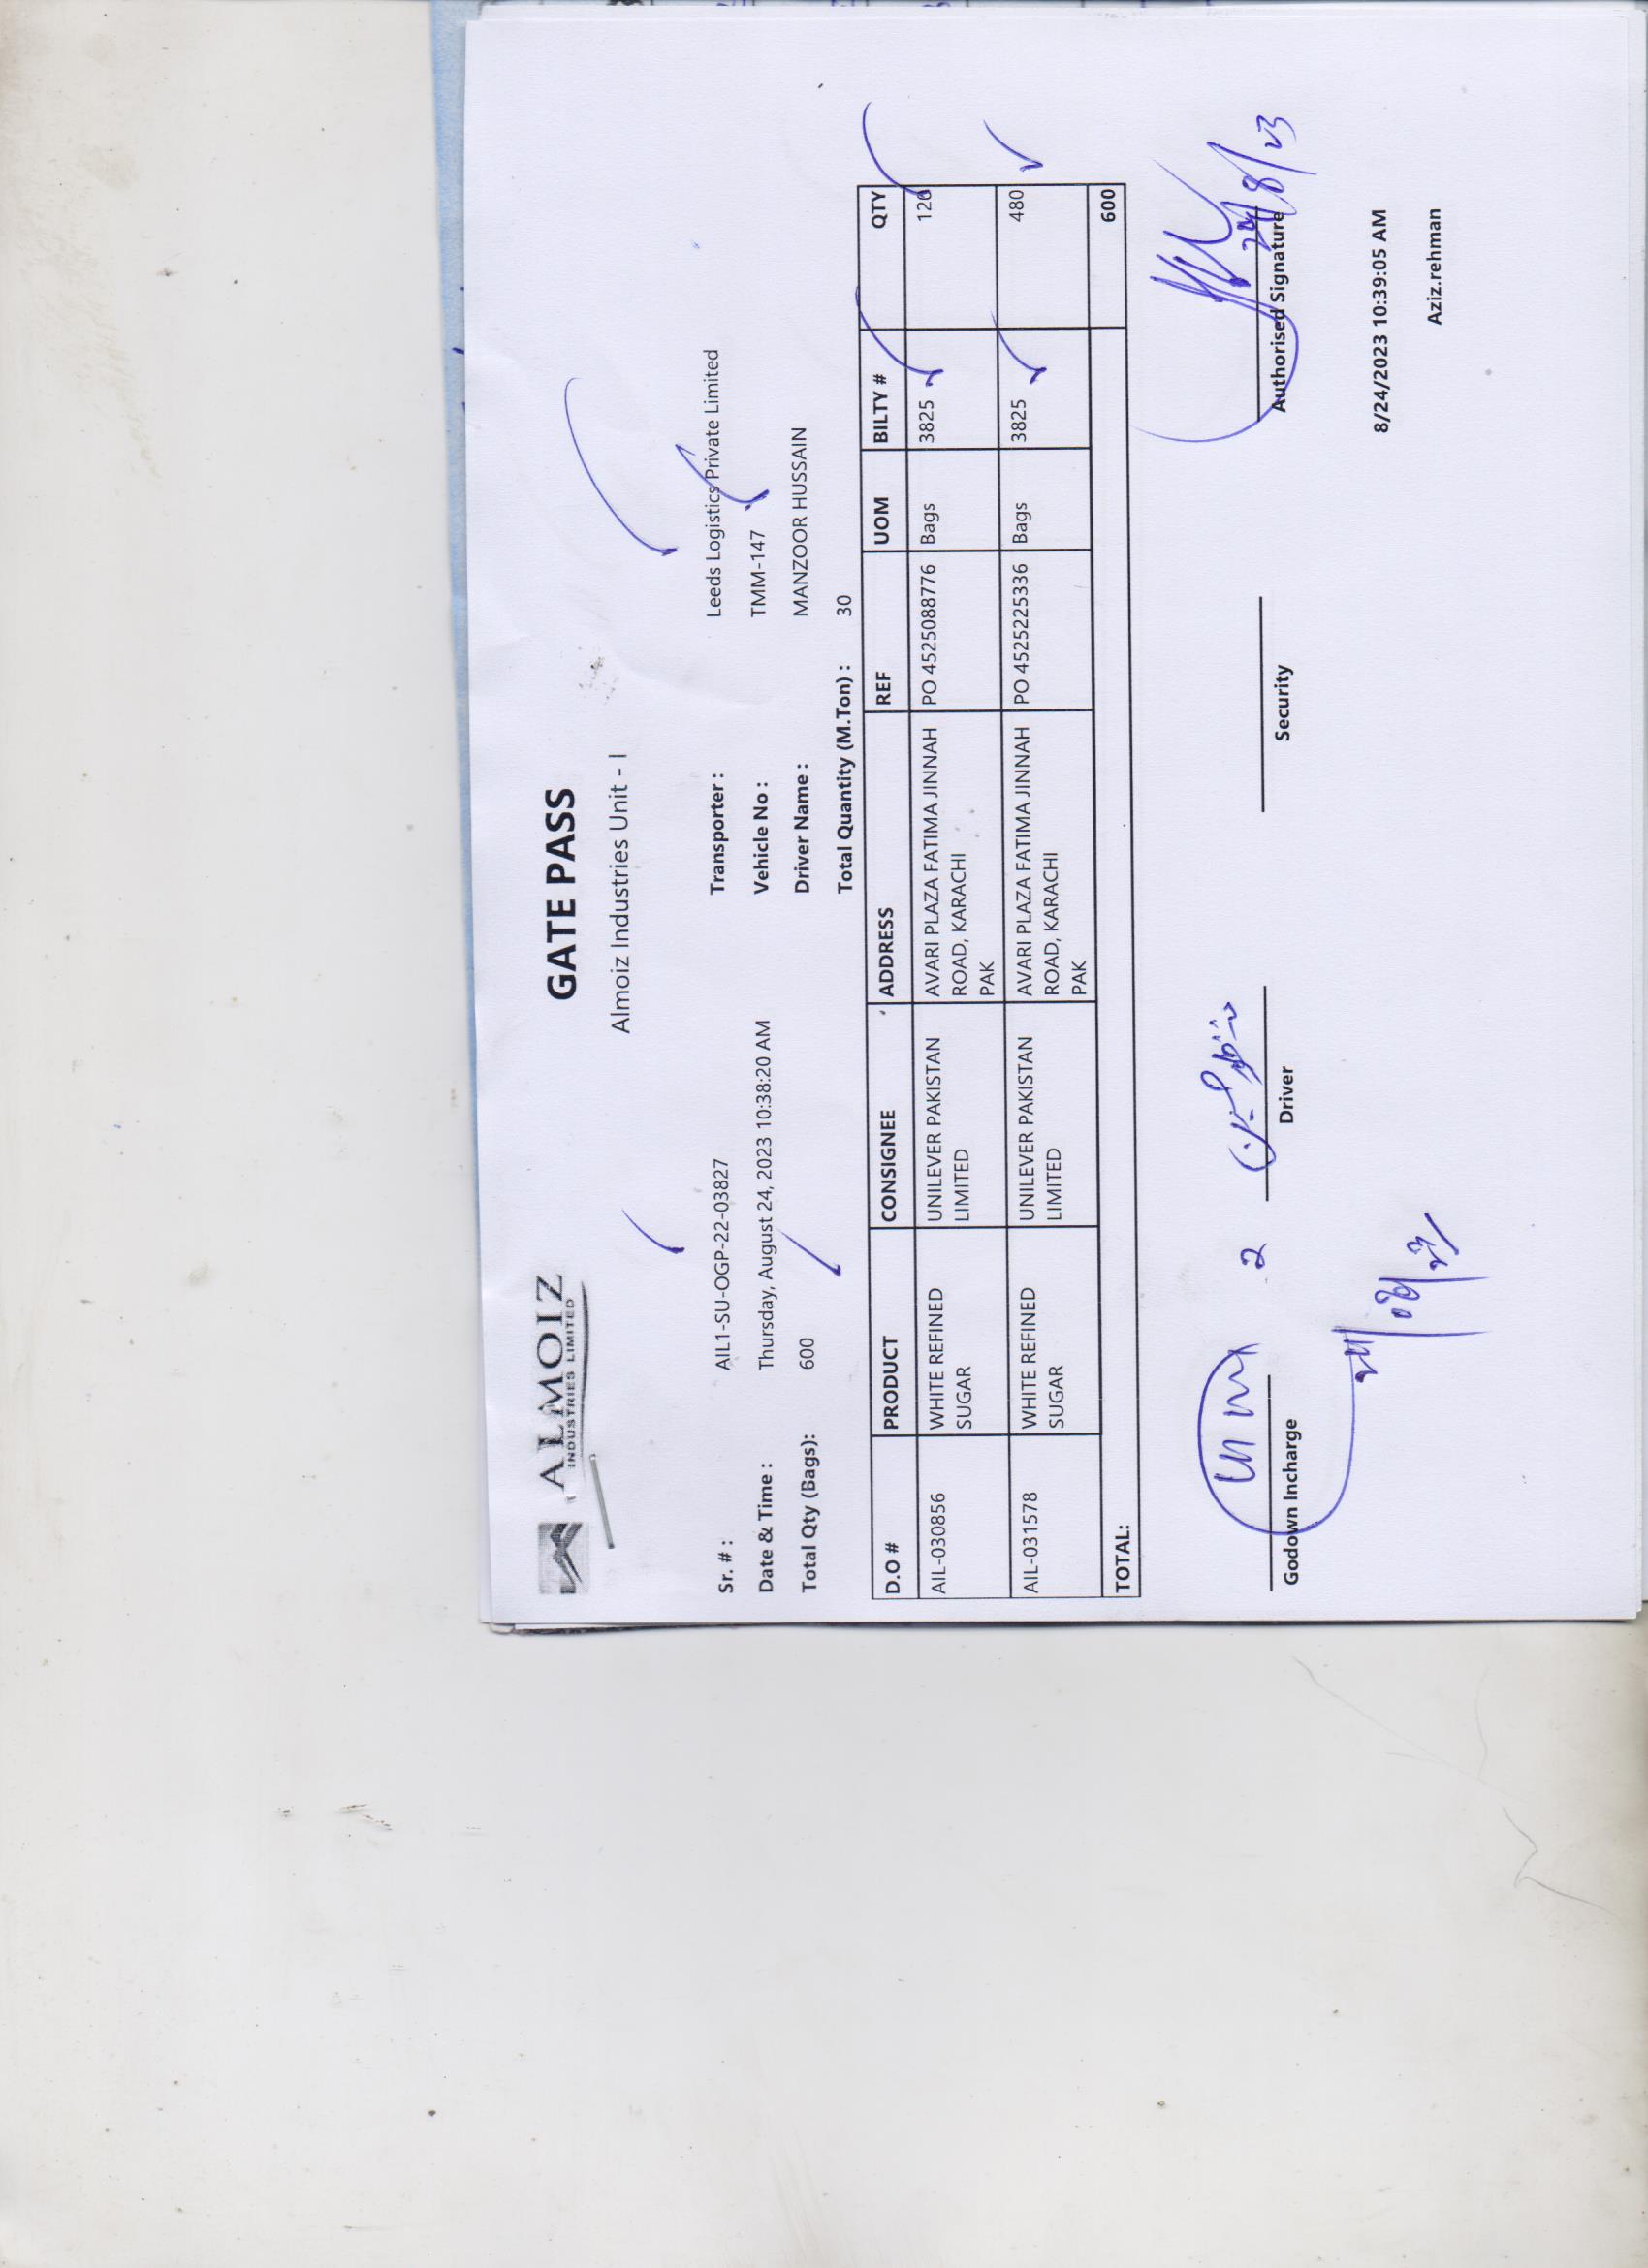 ALMOIZ
INDUSTRIES LIMITED
GATE PASS
Almoiz Industries Unit - I
Sr. # : AIL1-SU-OGP-22-03827 Transporter : Leeds Logistics Private Limited
Date & Time : Thursday, August 24, 2023 10:38:20 AM Vehicle No : TMM-147
Total Qty (Bags): 600 Driver Name : MANZOOR HUSSAIN
Total Quantity (M.Ton) : 30
D.O # PRODUCT CONSIGNEE ADDRESS REF UOM BILTY # QTY
AIL-030856 WHITE REFINED UNILEVER PAKISTAN AVARI PLAZA FATIMA JINNAH PO 4525088776 Bags 3825 120
SUGAR LIMITED ROAD, KARACHI
PAK
AIL-031578 WHITE REFINED UNILEVER PAKISTAN AVARI PLAZA FATIMA JINNAH PO 4525225336 Bags 3825 480
SUGAR LIMITED ROAD, KARACHI
PAK
TOTAL: 600
24/8/23
Godown Incharge Driver Security Authorised Signature
8/24/2023 10:39:05 AM
Aziz.rehman